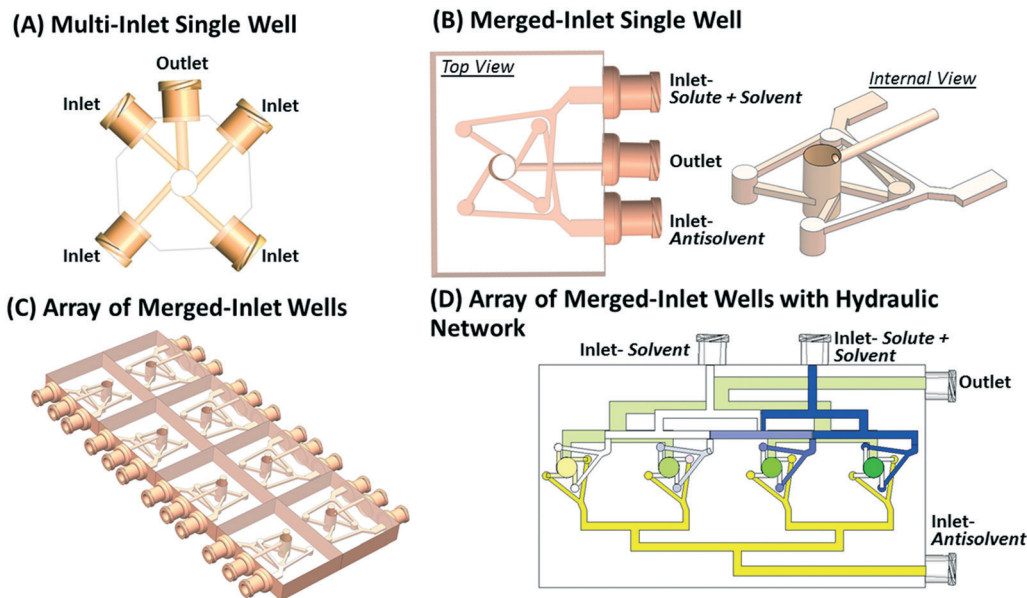 (A) Multi-Inlet Single Well
Outlet
Inlet
Inlet
Inlet
Inlet
(B) Merged-Inlet Single Well
Top View
Inlet-
Solute + Solvent
Outlet
Inlet-
Antisolvent
Internal View
(C) Array of Merged-Inlet Wells
(D) Array of Merged-Inlet Wells with Hydraulic
Network
Inlet- Solvent
Inlet- Solute +
Solvent
Outlet
Inlet-
Antisolvent